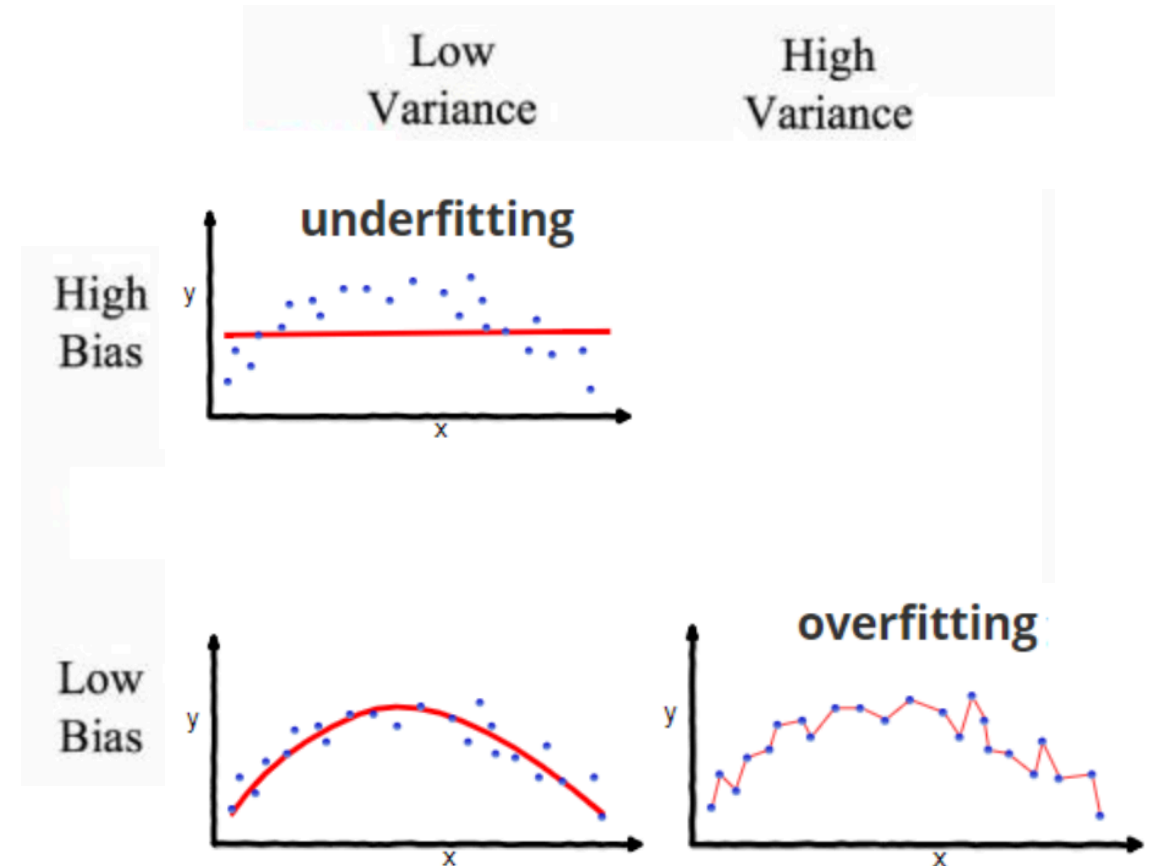 Low
Variance
High
Variance
underfitting
High
Bias
y
x
overfitting
Low
Bias
y
x
y
x